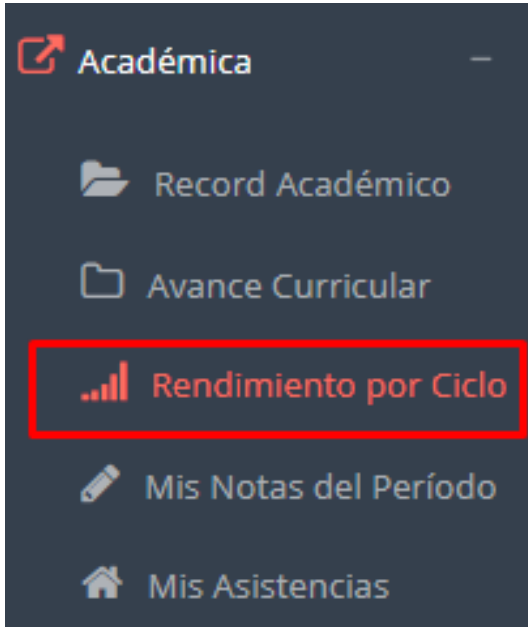 Académica
Record Académico
Avance Curricular
Rendimiento por Ciclo
Mis Notas del Período
Mis Asistencias